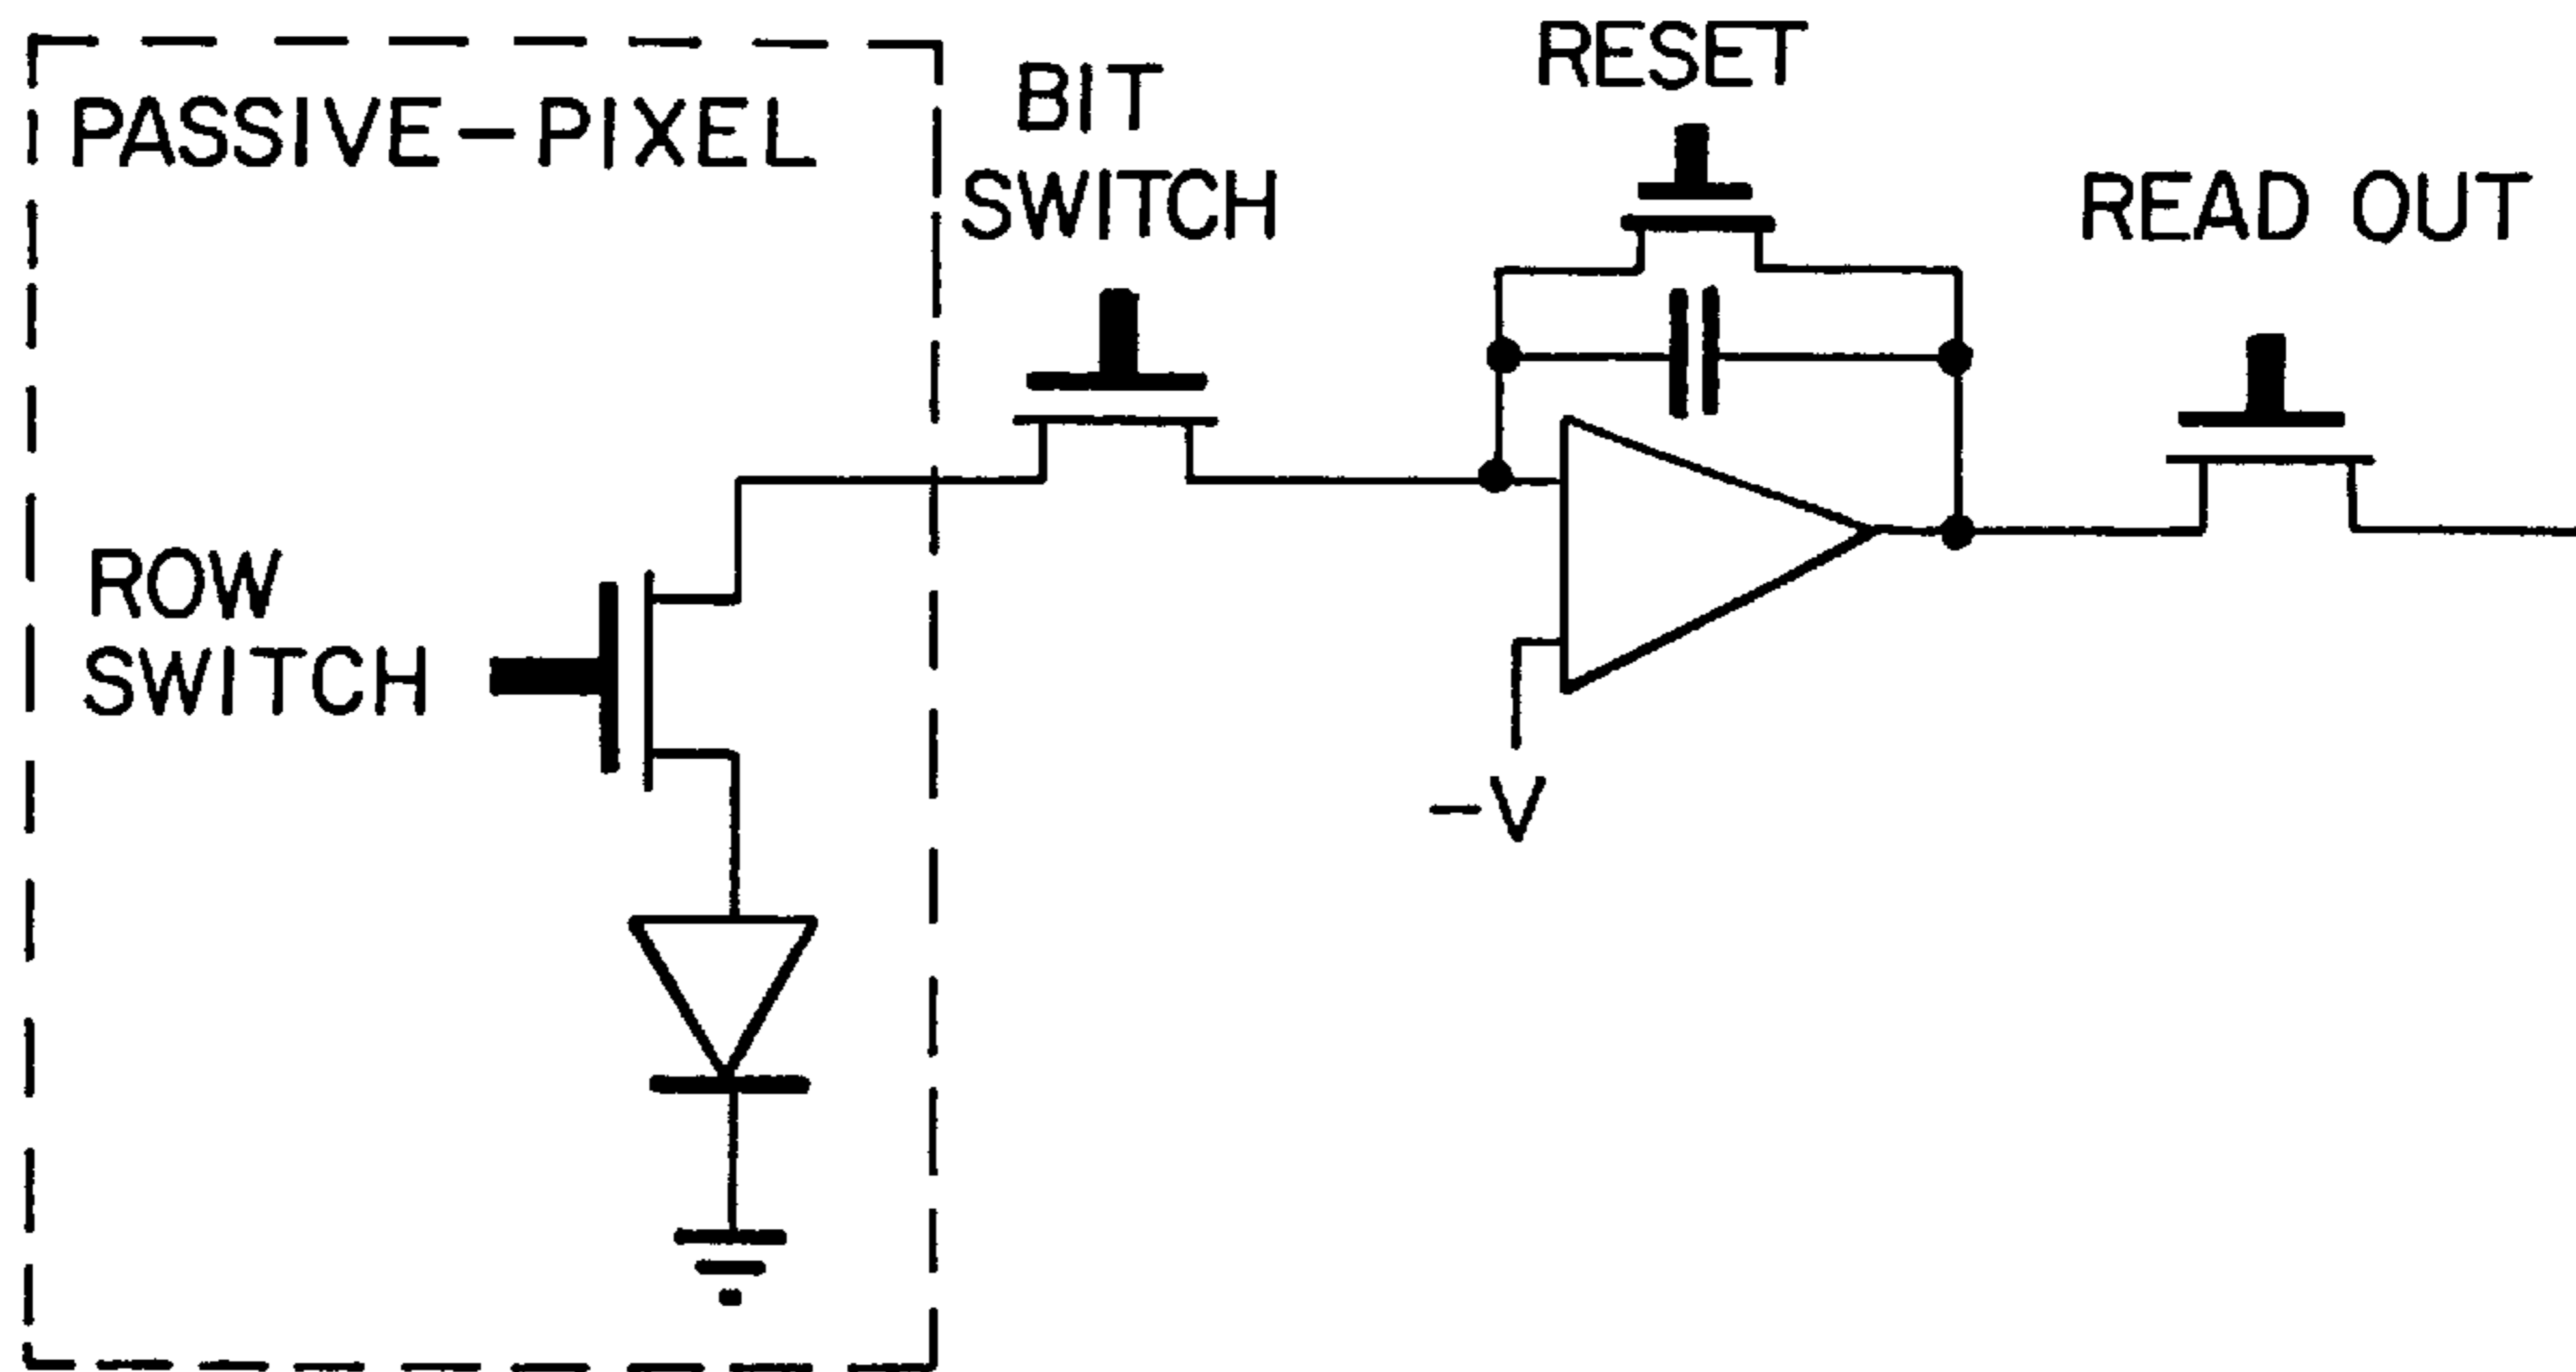 PASSIVE-PIXEL
BIT
SWITCH
RESET
READ OUT
ROW
SWITCH
-V